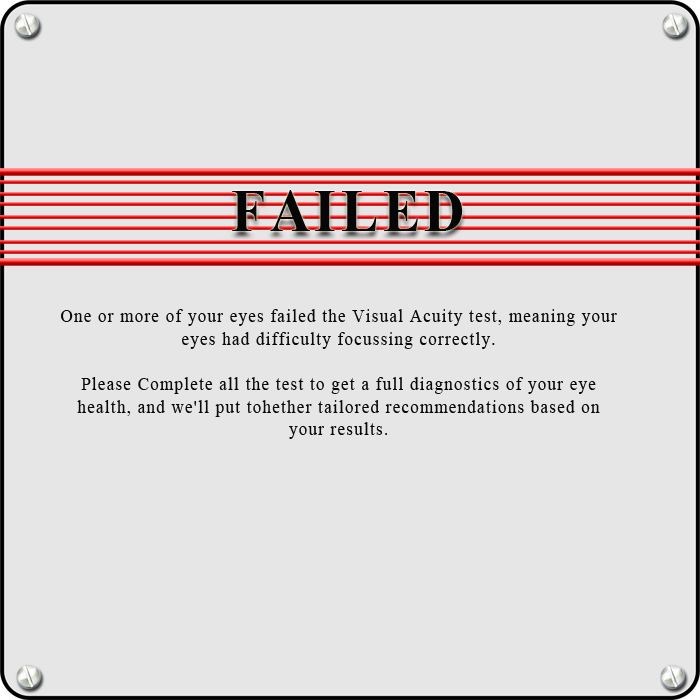 FAILED
One or more of your eyes failed the Visual Acuity test, meaning your
eyes had difficulty focussing correctly.
Please Complete all the test to get a full diagnostics of your eye
health, and we'll put tohether tailored recommendations based on
your results.